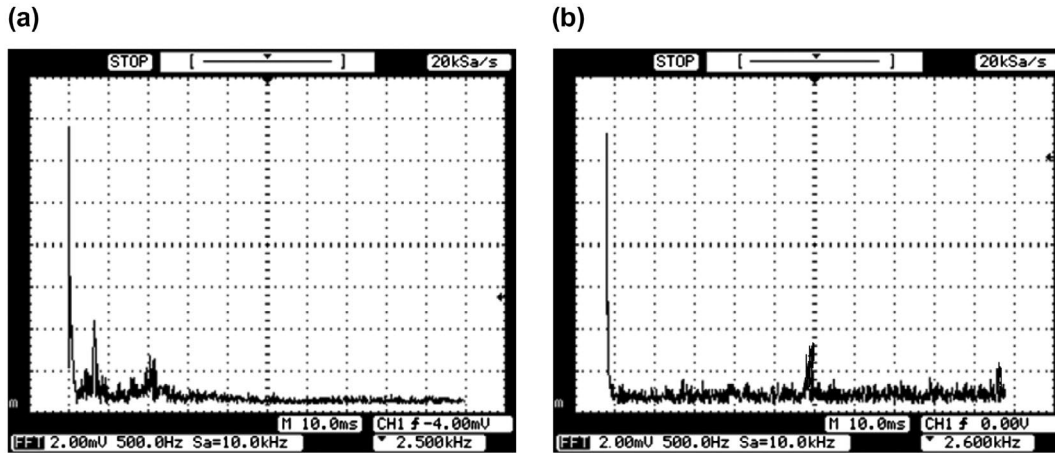 (a)
STOP [ ] 20kSa/s
m
M 10.0ms CH1 f -4.00mV
FFT 2.00mV 500.0Hz Sa=10.0kHz 2.500kHz
(b)
STOP [ ] 20kSa/s
m
M 10.0ms CH1 f 0.00V
FFT 2.00mV 500.0Hz Sa=10.0kHz 2.600kHz